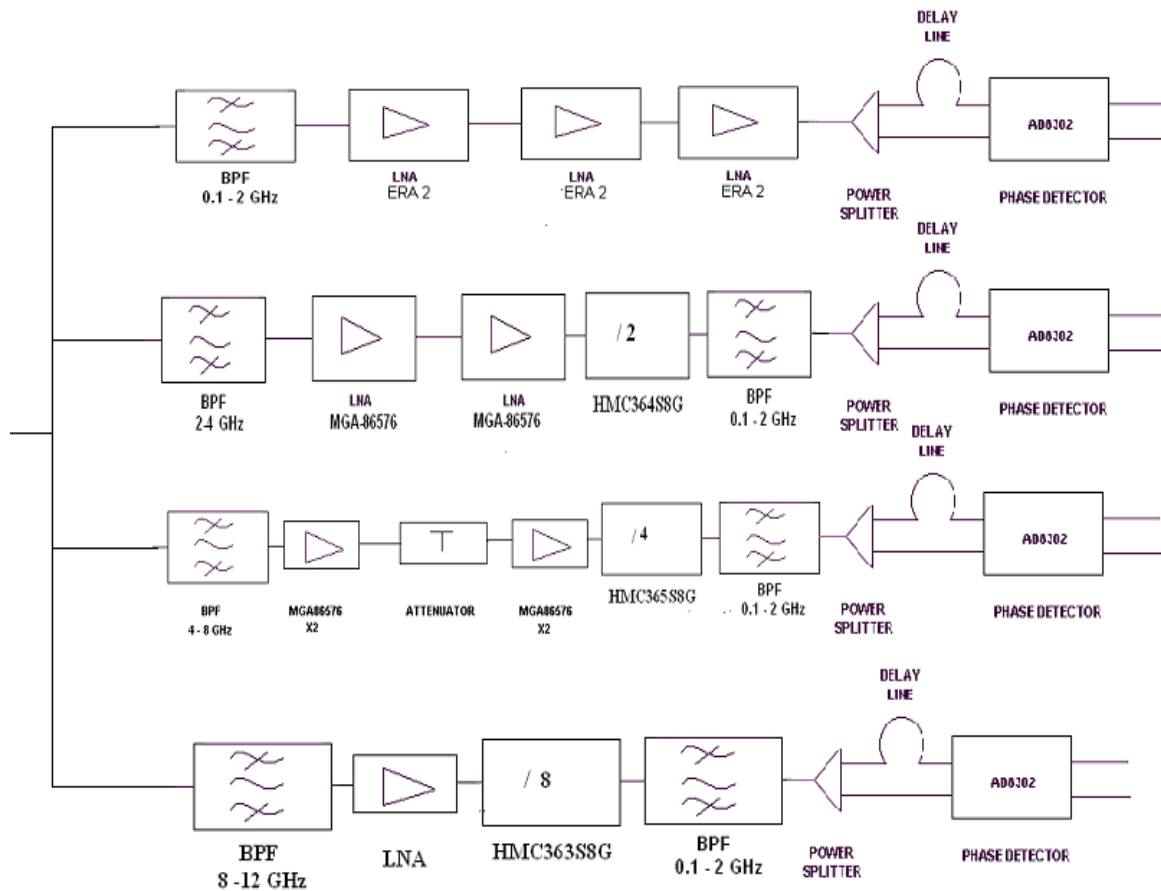 DELAY
LINE
AD8302
BPF
0.1 - 2 GHz
LNA
ERA 2
LNA
ERA 2
LNA
ERA 2
POWER
SPLITTER
PHASE DETECTOR
DELAY
LINE
/ 2
AD8302
BPF
2-4 GHz
LNA
MGA-86576
LNA
MGA-86576
HMC364S8G
BPF
0.1 - 2 GHz
POWER
SPLITTER
PHASE DETECTOR
DELAY
LINE
/4
AD8302
BPF
4 - 8 GHz
MGA86576
X2
ATTENUATOR
MGA86576
X2
HMC365S8G
BPF
0.1 - 2 GHz
POWER
SPLITTER
PHASE DETECTOR
DELAY
LINE
/ 8
AD8302
BPF
8 -12 GHz
LNA
HMC363S8G
BPF
0.1 - 2 GHz
POWER
SPLITTER
PHASE DETECTOR